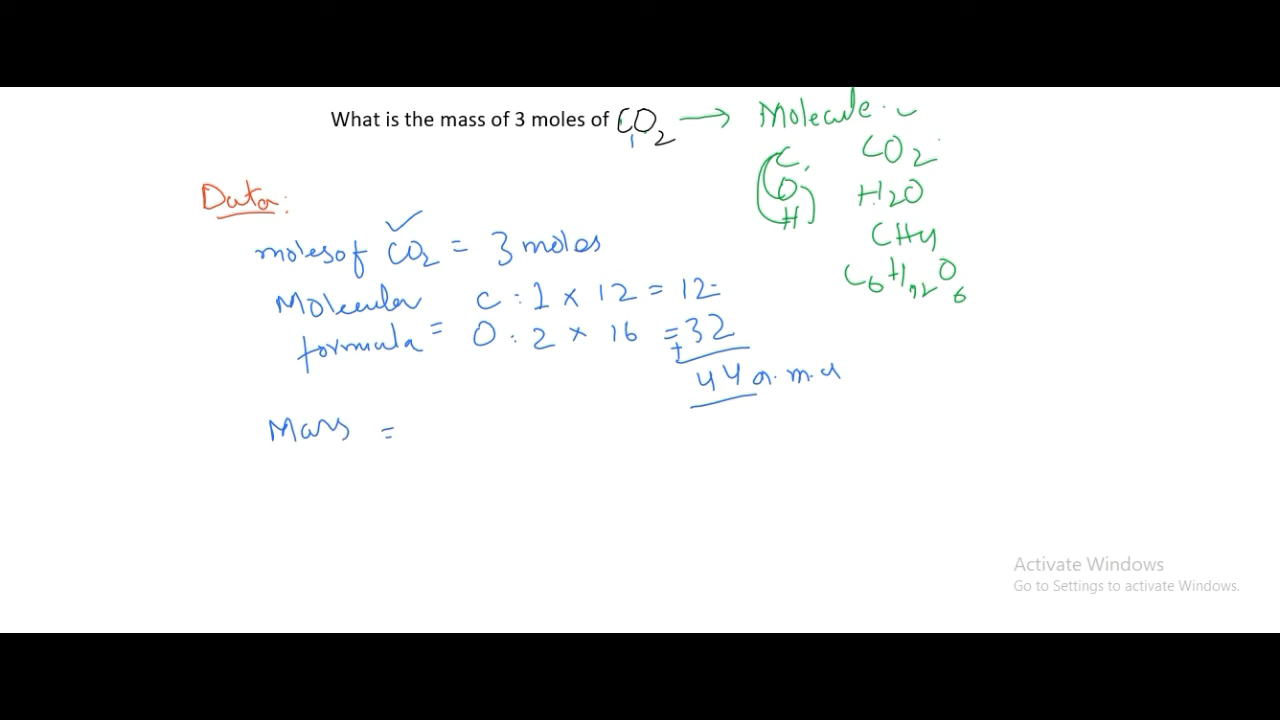 What is the mass of 3 moles of CO2 → Molecule.
C, CO2
O H2O
H CH4
C6H12O6
Data:
moles of CO2 = 3 moles
Molecular C : 1 × 12 = 12
formula = O : 2 × 16 = +32
44 a.m.u
Mass =
Activate Windows
Go to Settings to activate Windows.